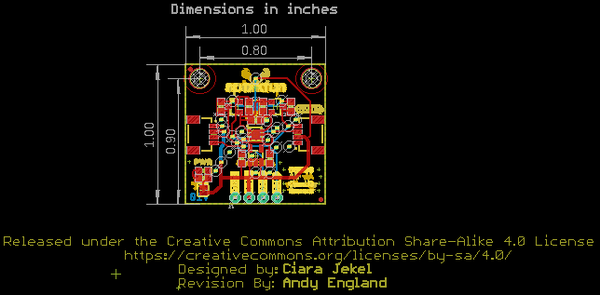 Dimensions in inches
1.00
0.80
1.00
0.90
PWR
Released under the Creative Commons Attribution Share-Alike 4.0 License
https://creativecommons.org/licenses/by-sa/4.0/
Designed by: Ciara Jekel
Revision By: Andy England